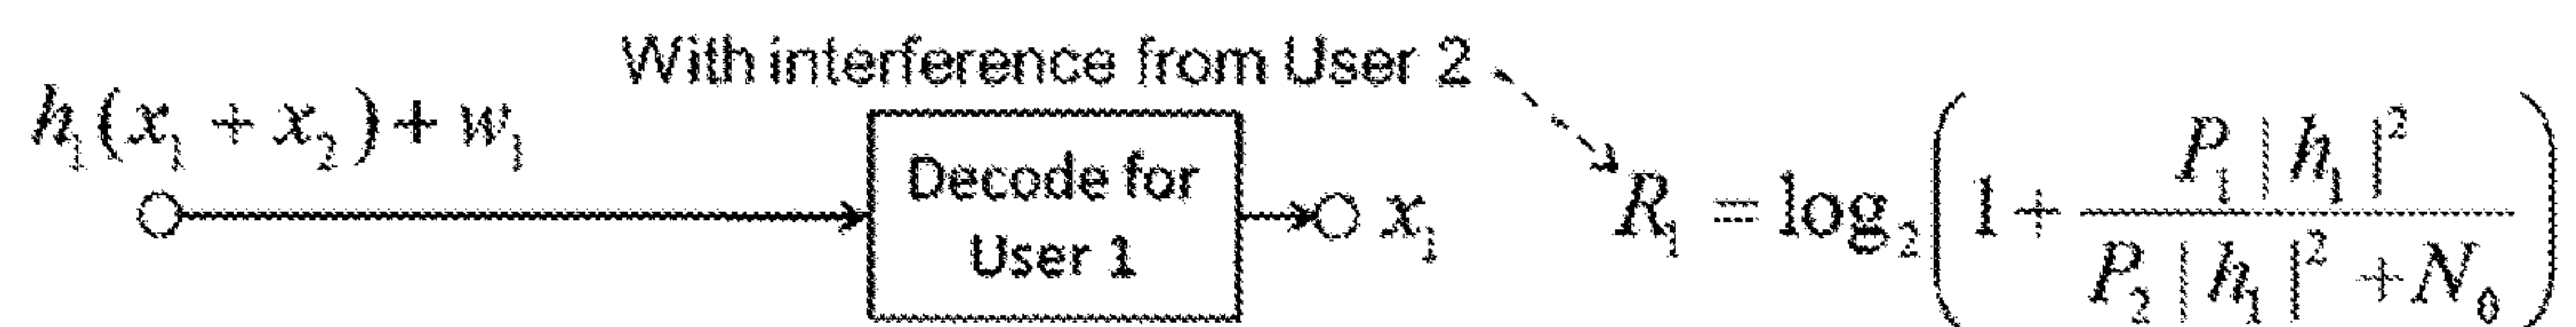 With interference from User 2
h₁(x₁ + x₂) + w₁
Decode for
User 1
x₁
R₁ = log₂(1 + P₁|h₁|² / (P₂|h₁|² + N₀))